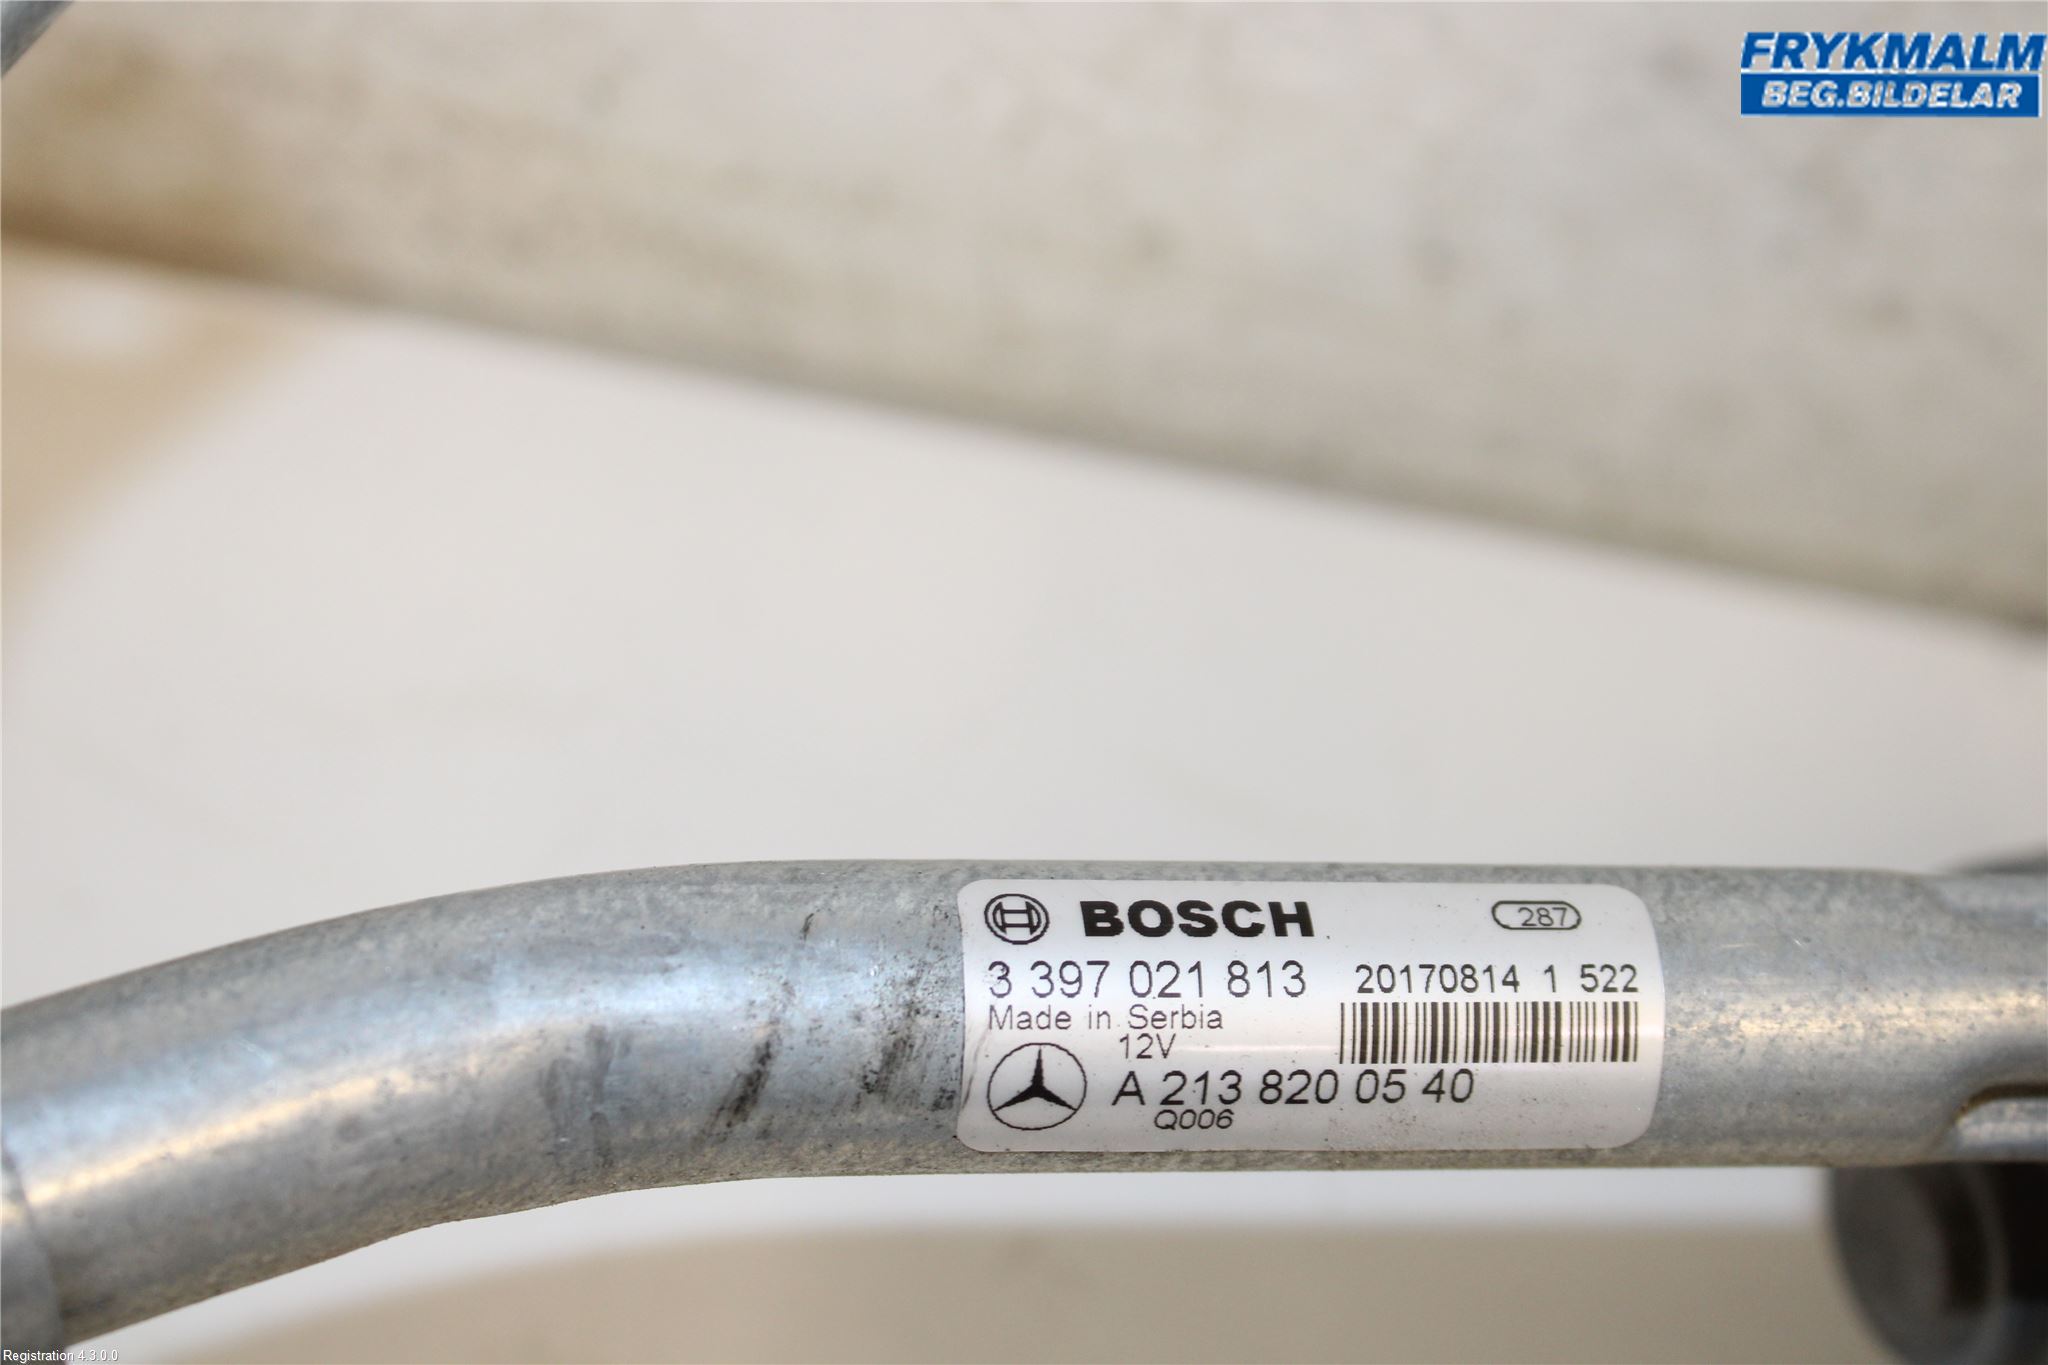 FRYKMALM
BEG.BILDELAR
BOSCH 287
3 397 021 813 20170814 1 522
Made in Serbia
12V
A 213 820 05 40
Q006
Registration 4.3.0.0